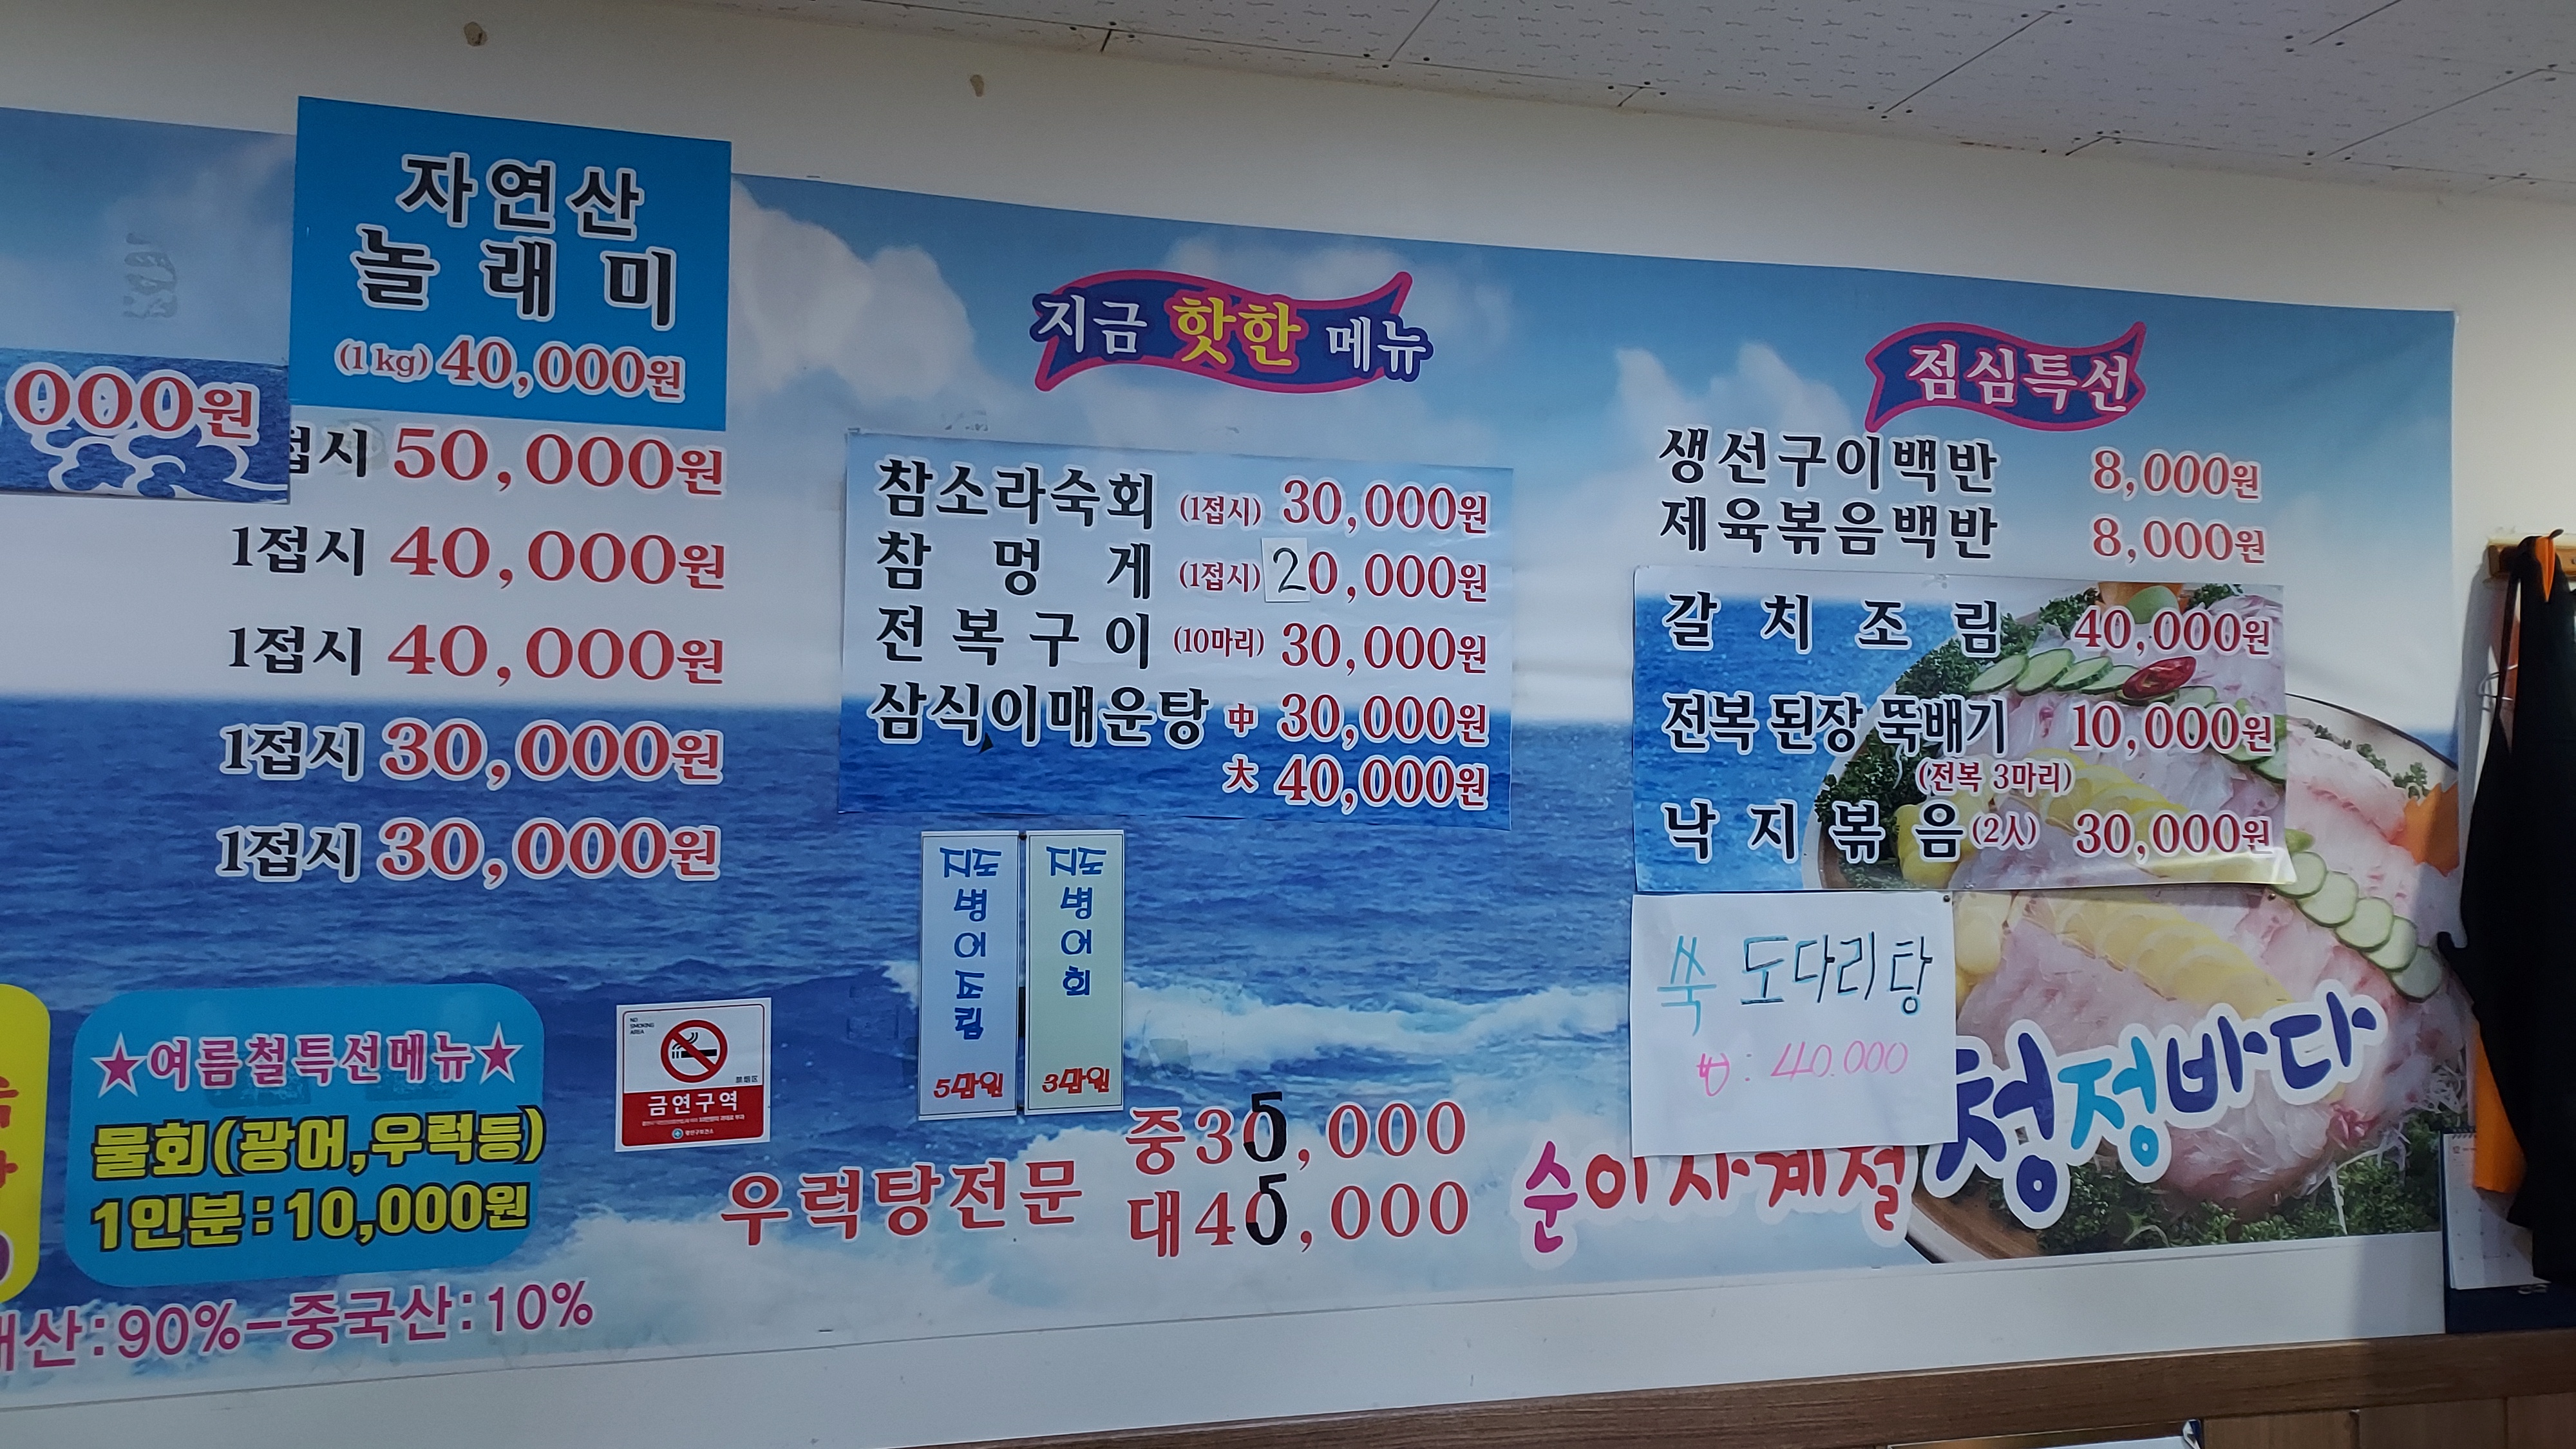 자연산
놀래미
(1kg) 40,000원
000원
접시 50,000원
1접시 40,000원
1접시 40,000원
1접시 30,000원
1접시 30,000원
★여름철특선메뉴★
물회(광어,우럭등)
1인분:10,000원
산:90%-중국산:10%
지금 핫한 메뉴
참소라숙회 (1접시) 30,000원
참멍게 (1접시) 20,000원
전복구이 (10마리) 30,000원
삼식이매운탕 中 30,000원
大 40,000원
진도
병어조림
5만원
진도
병어회
3만원
NO
SMOKING
AREA
금연구역
우럭탕전문
중35,000
대45,000
점심특선
생선구이백반 8,000원
제육볶음백반 8,000원
갈치조림 40,000원
전복 된장 뚝배기 10,000원
(전복 3마리)
낙지볶음(2人) 30,000원
쑥 도다리탕
₩: 40.000
순이사계절 청정바다